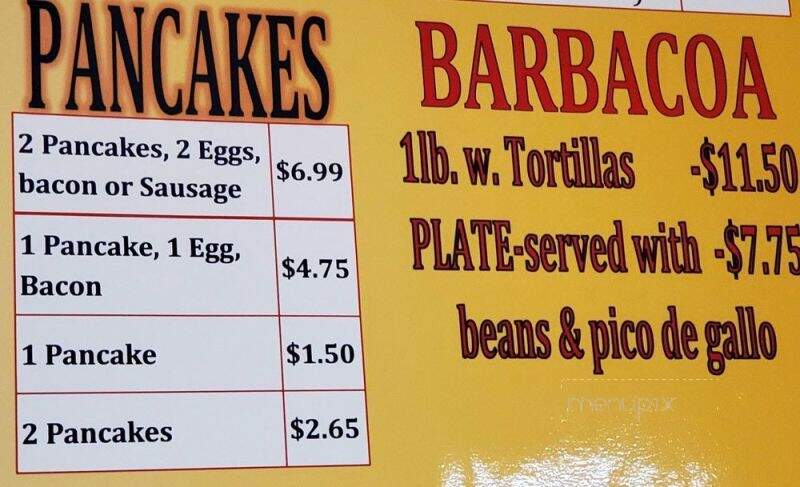 PANCAKES
2 Pancakes, 2 Eggs,
bacon or Sausage
$6.99
1 Pancake, 1 Egg,
Bacon
$4.75
1 Pancake
$1.50
2 Pancakes
$2.65
BARBACOA
1lb. w. Tortillas -$11.50
PLATE-served with -$7.75
beans & pico de gallo
menupix